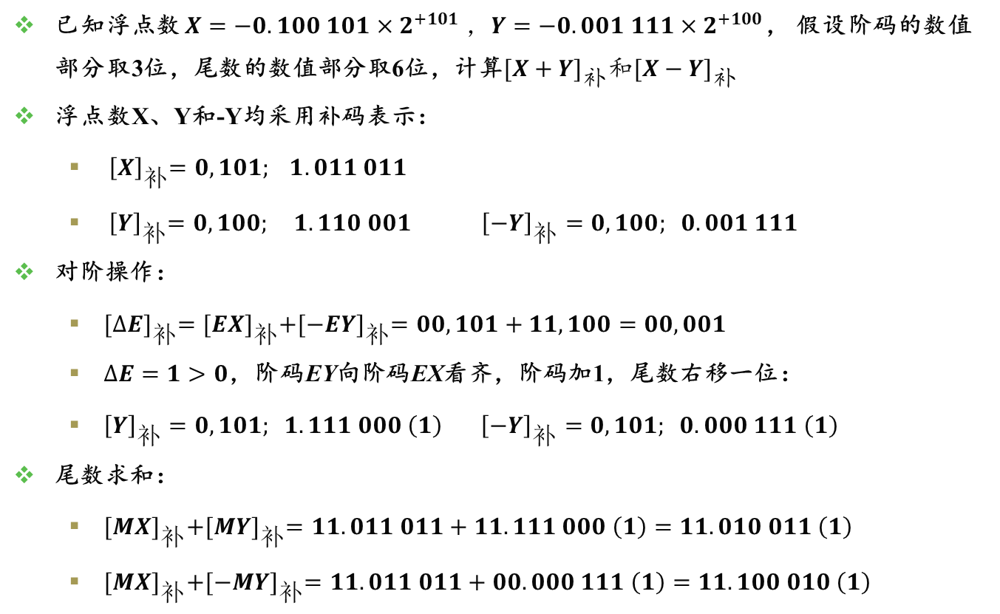 ❖ 已知浮点数 X = −0.100 101 × 2⁺¹⁰¹ ，Y = −0.001 111 × 2⁺¹⁰⁰， 假设阶码的数值
部分取3位，尾数的数值部分取6位，计算[X + Y]补和[X − Y]补
❖ 浮点数X、Y和-Y均采用补码表示：
▪ [X]补= 0, 101; 1. 011 011
▪ [Y]补= 0, 100; 1. 110 001 [−Y]补 = 0, 100; 0. 001 111
❖ 对阶操作：
▪ [ΔE]补= [EX]补+[−EY]补= 00, 101 + 11, 100 = 00, 001
▪ ΔE = 1 > 0，阶码EY向阶码EX看齐，阶码加1，尾数右移一位：
▪ [Y]补 = 0, 101; 1. 111 000 (1) [−Y]补 = 0, 101; 0. 000 111 (1)
❖ 尾数求和：
▪ [MX]补+[MY]补= 11. 011 011 + 11. 111 000 (1) = 11. 010 011 (1)
▪ [MX]补+[−MY]补= 11. 011 011 + 00. 000 111 (1) = 11. 100 010 (1)